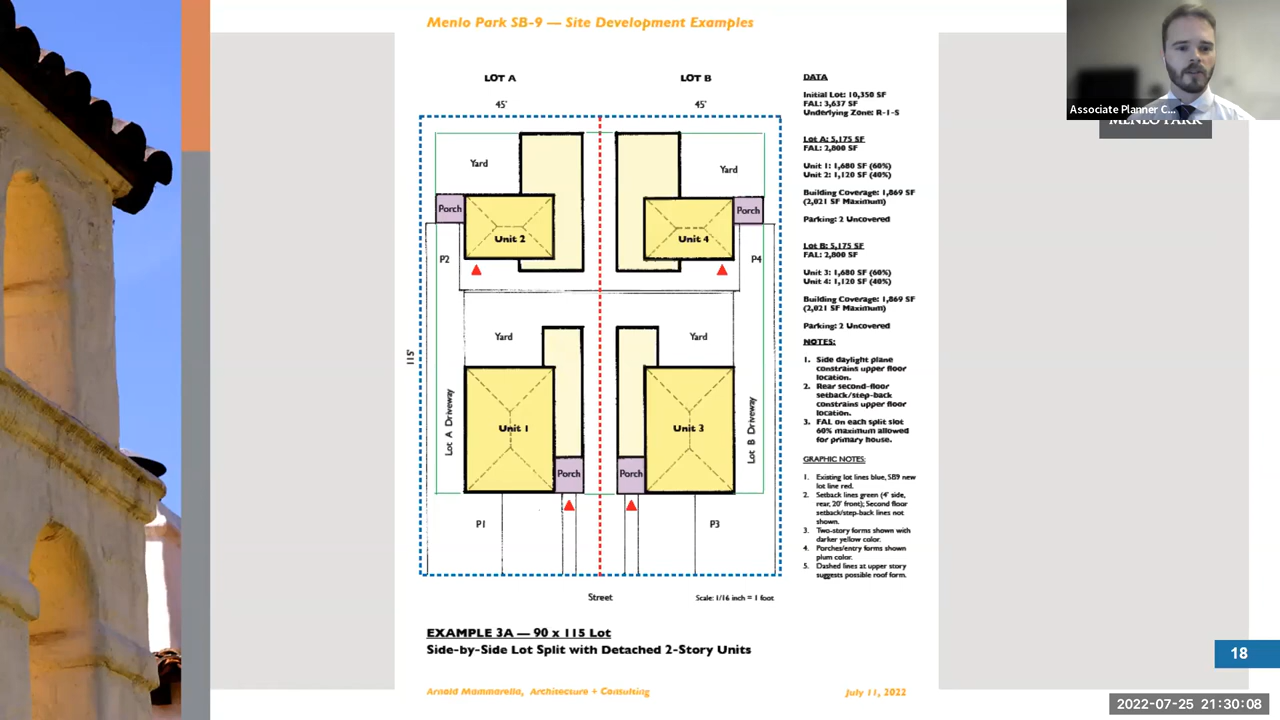 Menlo Park SB-9 — Site Development Examples
LOT A
LOT B
45'
45'
Yard
Yard
Porch
Porch
Unit 2
Unit 4
P2
P4
Yard
Yard
115'
Lot A Driveway
Lot B Driveway
Unit 1
Unit 3
Porch
Porch
P1
P3
Street
Scale: 1/16 inch = 1 foot
DATA
Initial Lot: 10,350 SF
FAL: 3,637 SF
Underlying Zone: R-1-S
Lot A: 5,175 SF
FAL: 2,800 SF
Unit 1: 1,680 SF (60%)
Unit 2: 1,120 SF (40%)
Building Coverage: 1,869 SF
(2,021 SF Maximum)
Parking: 2 Uncovered
Lot B: 5,175 SF
FAL: 2,800 SF
Unit 3: 1,680 SF (60%)
Unit 4: 1,120 SF (40%)
Building Coverage: 1,869 SF
(2,021 SF Maximum)
Parking: 2 Uncovered
NOTES:
1. Side daylight plane
constrains upper floor
location.
2. Rear second-floor
setback/step-back
constrains upper floor
location.
3. FAL on each split slot
60% maximum allowed
for primary house.
GRAPHIC NOTES:
1. Existing lot lines blue, SB9 new
lot line red.
2. Setback lines green (4' side,
rear, 20' front); Second floor
setback/step-back lines not
shown.
3. Two-story forms shown with
darker yellow color.
4. Porches/entry forms shown
plum color.
5. Dashed lines at upper story
suggests possible roof form.
EXAMPLE 3A — 90 x 115 Lot
Side-by-Side Lot Split with Detached 2-Story Units
Arnold Mammarella, Architecture + Consulting
July 11, 2022
Associate Planner C...
MENLO PARK
18
2022-07-25 21:30:08